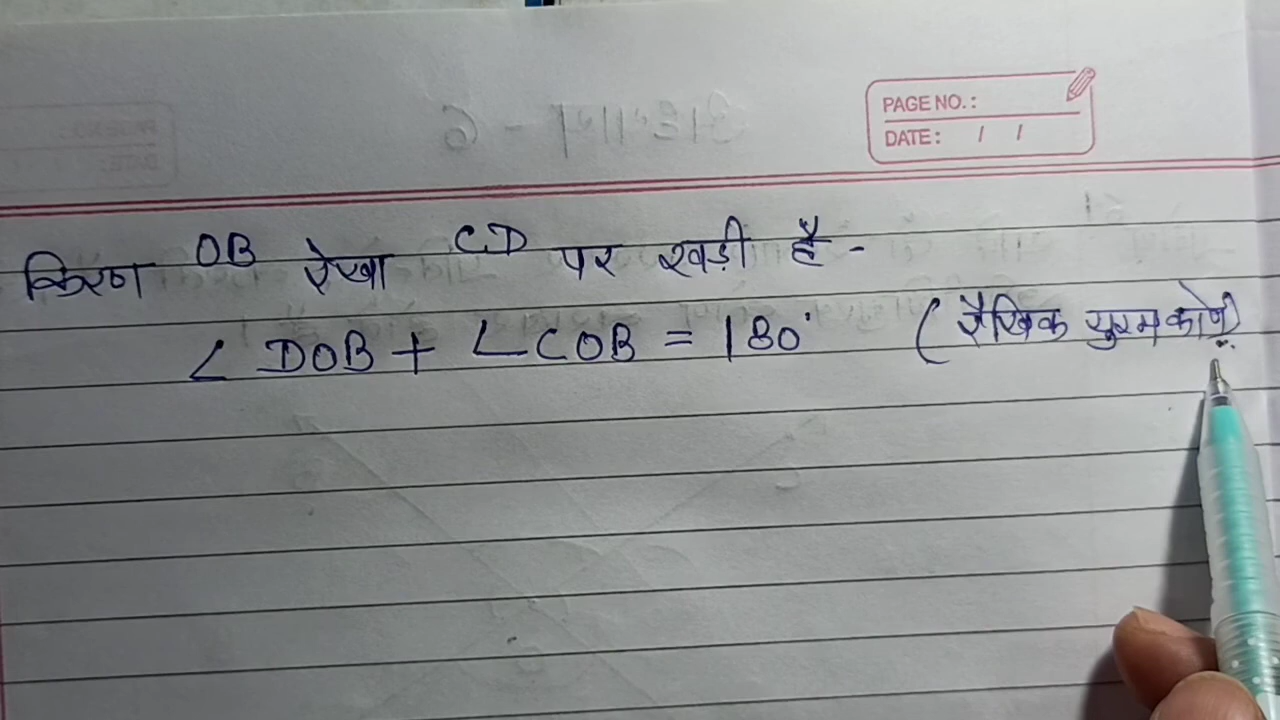 PAGE NO.:
DATE: / /
किरण OB रेखा CD पर खड़ी है -
∠ DOB + ∠COB = 180° (रैखिक युग्म कोण)